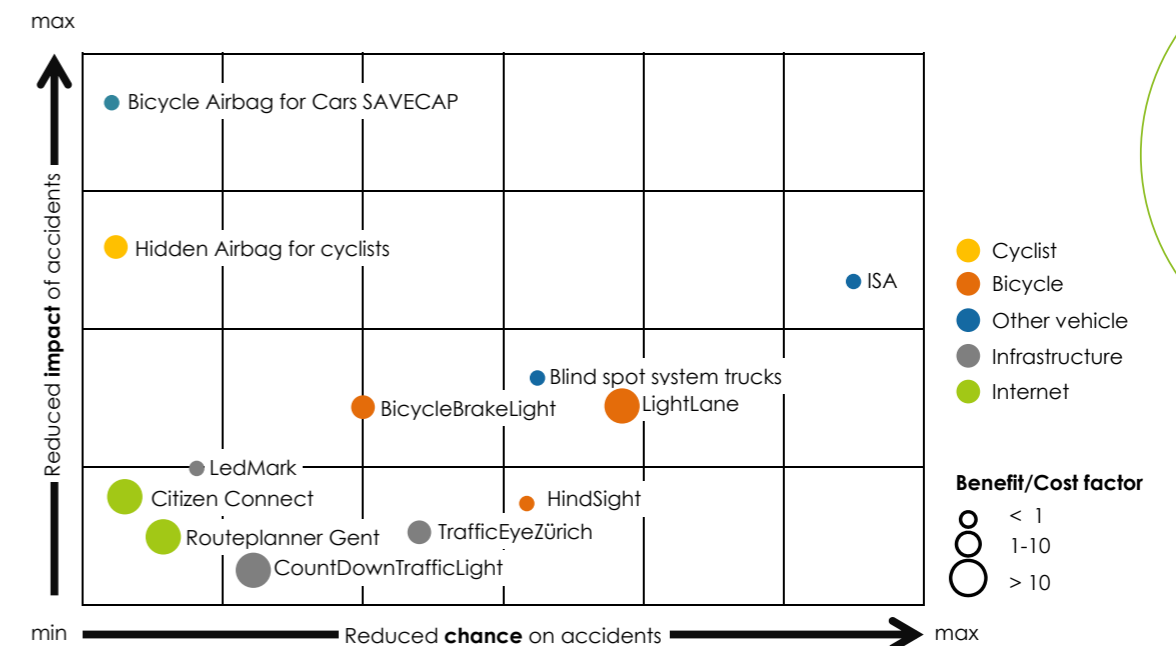 max
Bicycle Airbag for Cars SAVECAP
Hidden Airbag for cyclists
ISA
Blind spot system trucks
BicycleBrakeLight
LightLane
LedMark
Citizen Connect
HindSight
Routeplanner Gent
TrafficEyeZürich
CountDownTrafficLight
Reduced impact of accidents
min
Reduced chance on accidents
max
Cyclist
Bicycle
Other vehicle
Infrastructure
Internet
Benefit/Cost factor
< 1
1-10
> 10